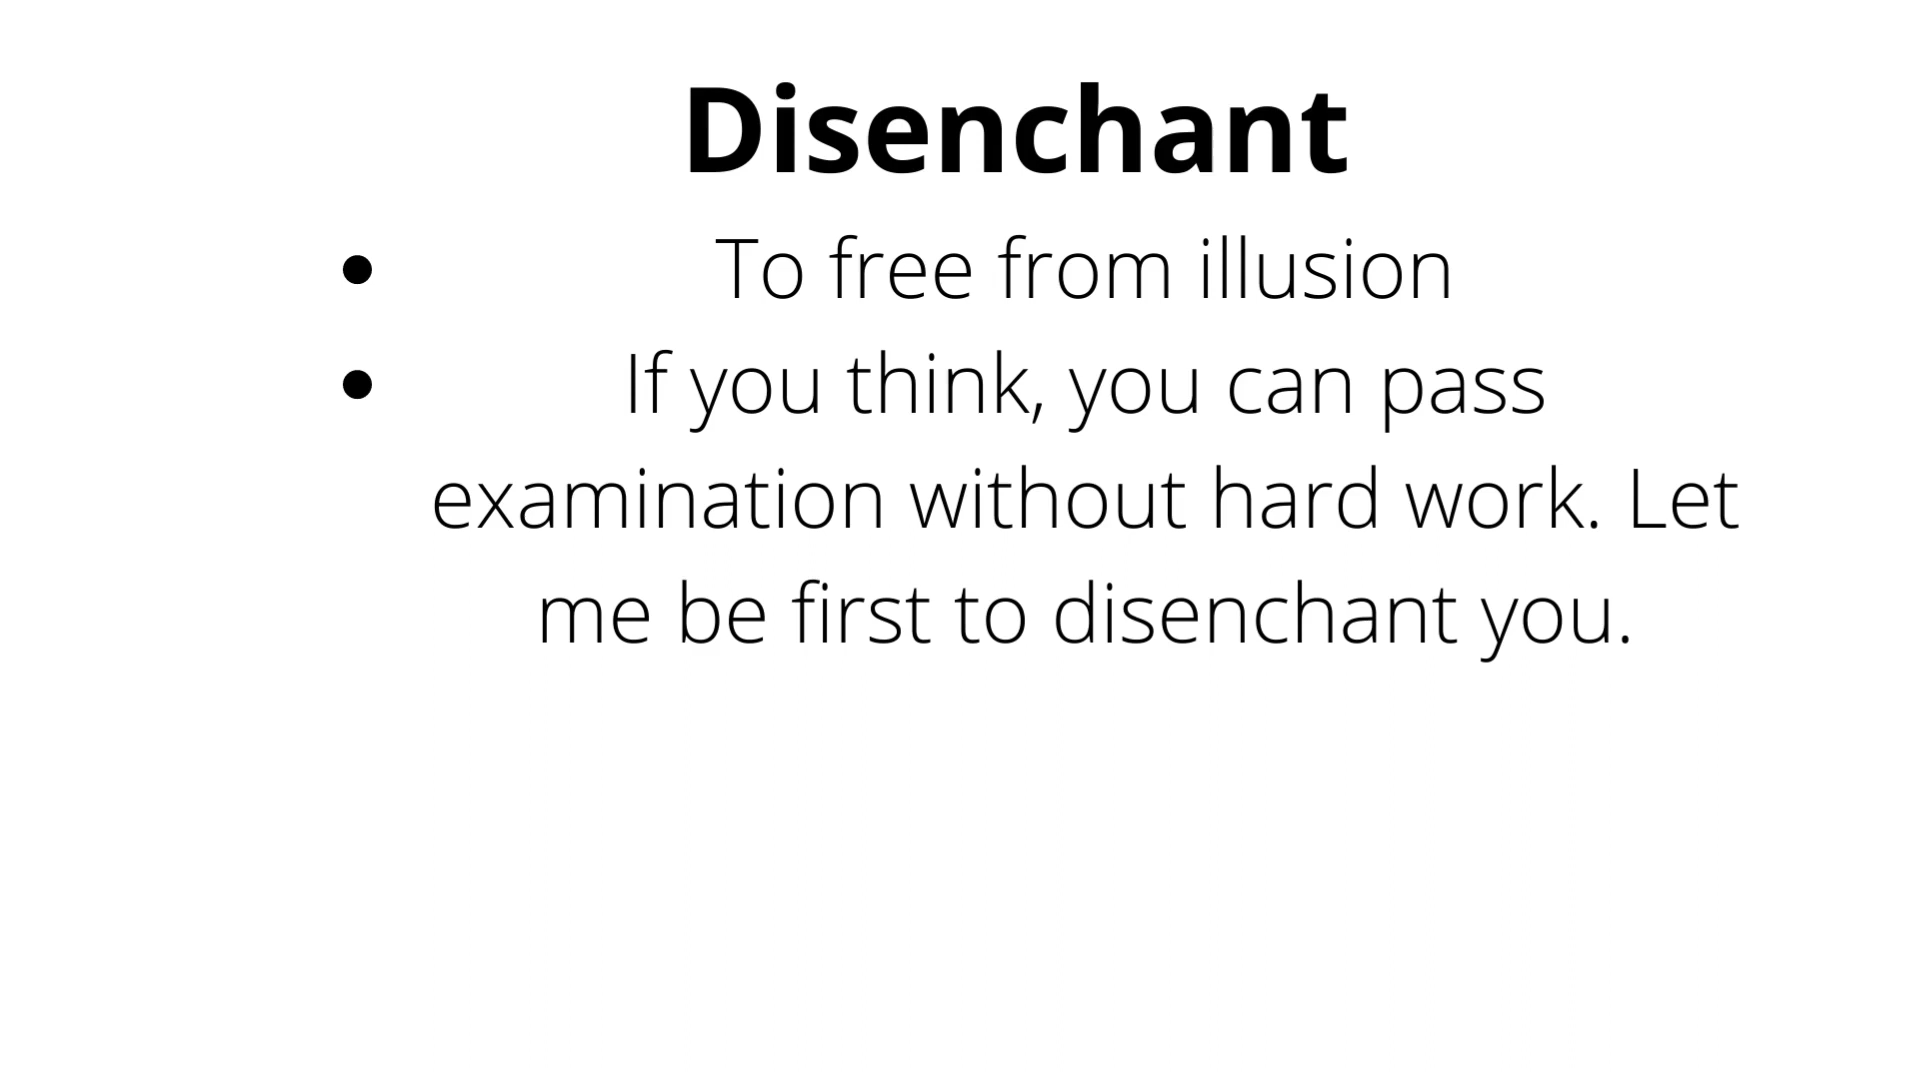 Disenchant
• To free from illusion
• If you think, you can pass
examination without hard work. Let
me be first to disenchant you.